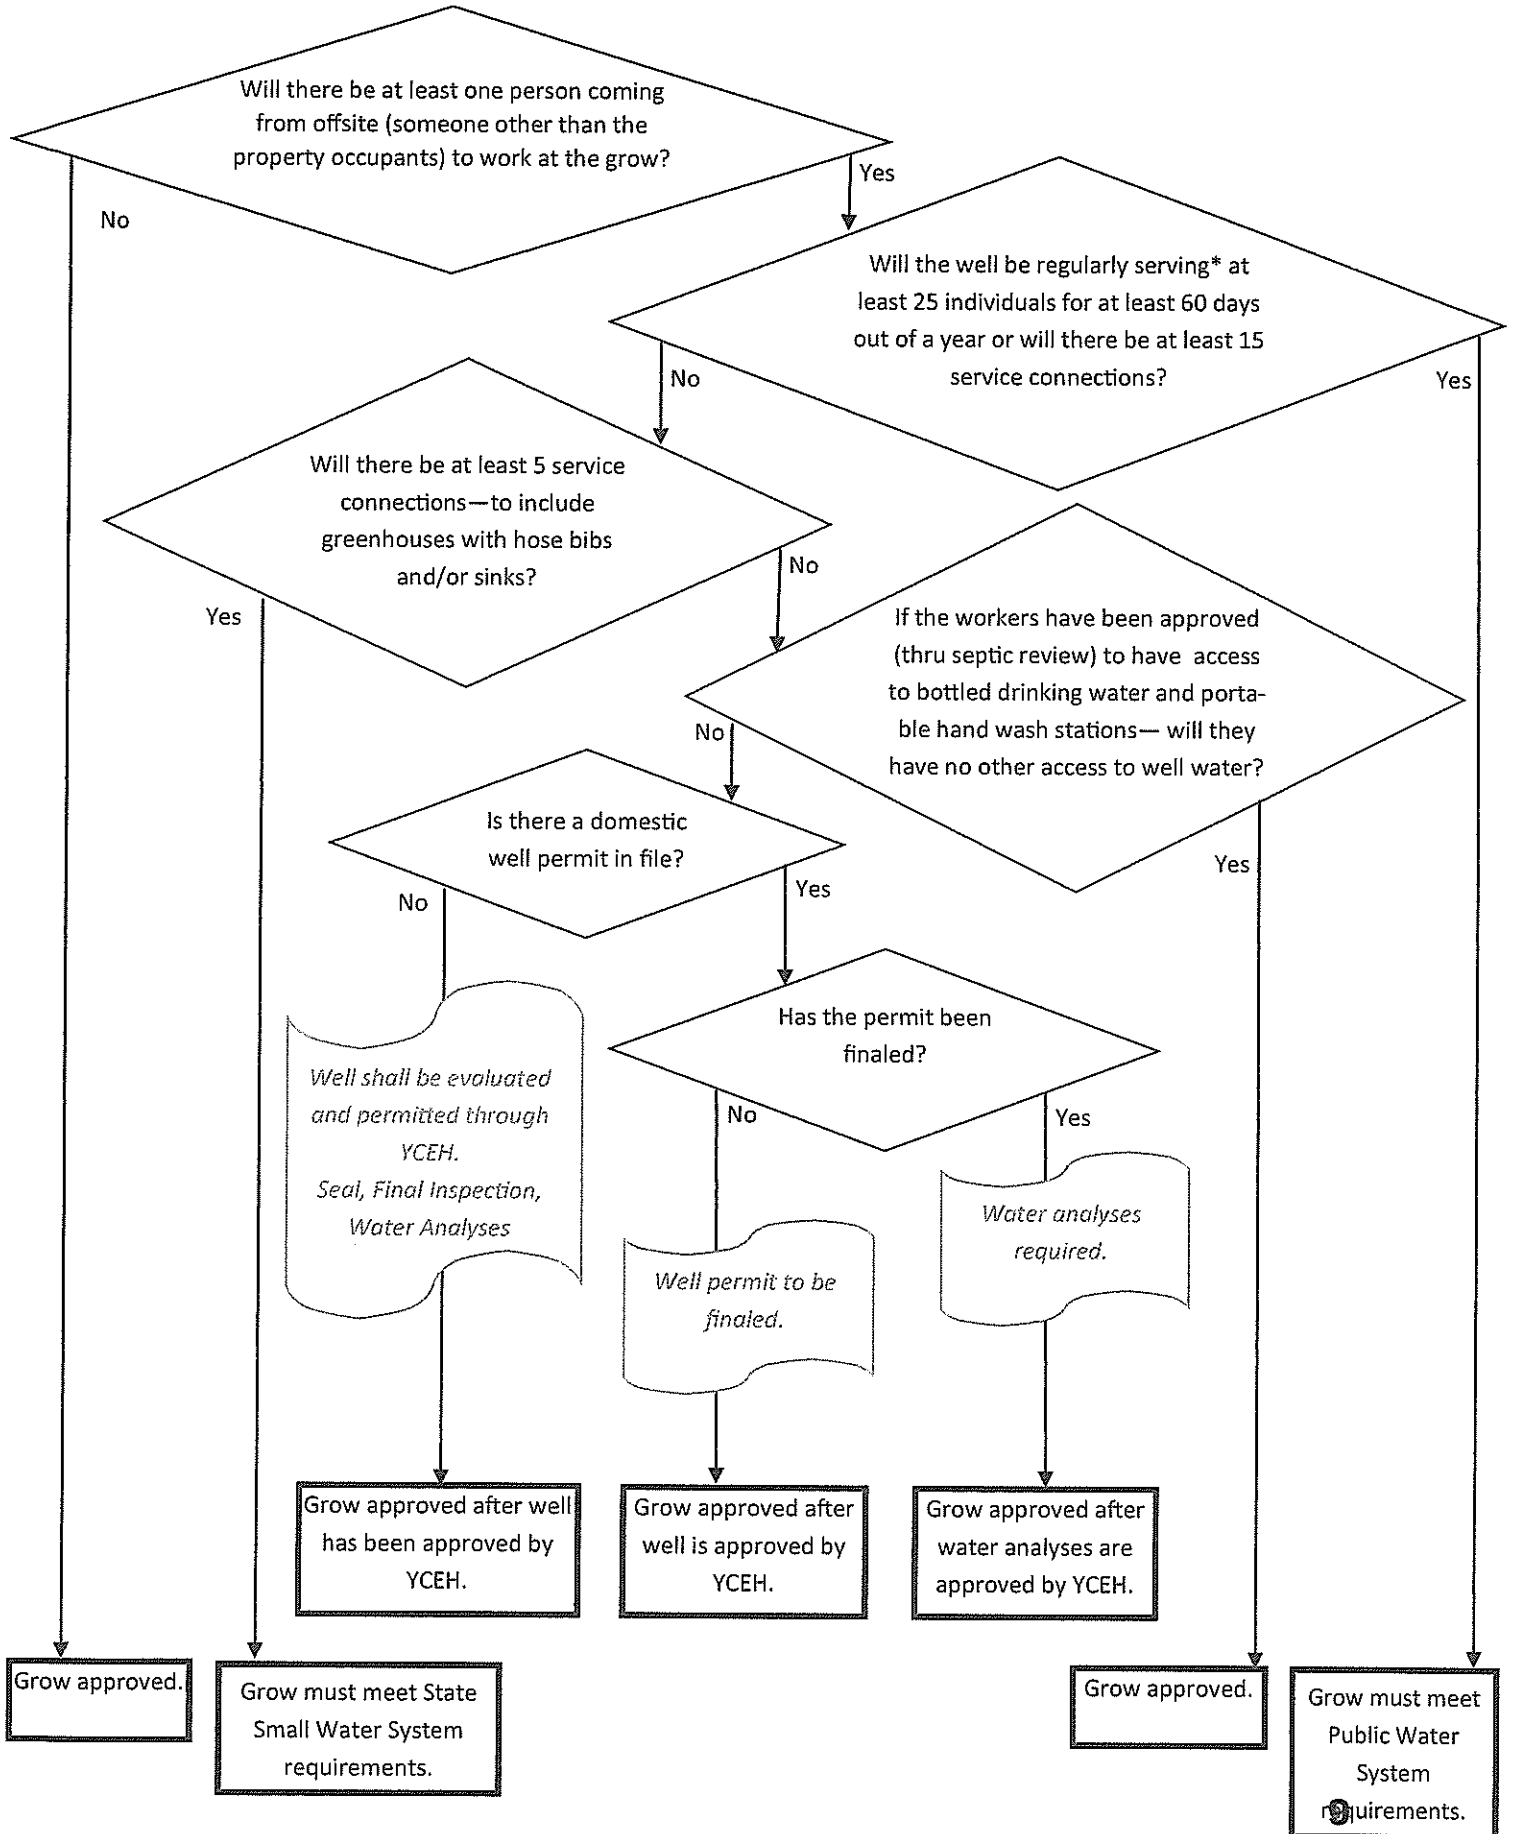 Will there be at least one person coming
from offsite (someone other than the
property occupants) to work at the grow?
No
Yes
Will the well be regularly serving* at
least 25 individuals for at least 60 days
out of a year or will there be at least 15
service connections?
No
Yes
Will there be at least 5 service
connections—to include
greenhouses with hose bibs
and/or sinks?
Yes
No
If the workers have been approved
(thru septic review) to have access
to bottled drinking water and porta-
ble hand wash stations— will they
have no other access to well water?
No
Yes
Is there a domestic
well permit in file?
No
Yes
Has the permit been
finaled?
No
Yes
Well shall be evaluated
and permitted through
YCEH.
Seal, Final Inspection,
Water Analyses
Well permit to be
finaled.
Water analyses
required.
Grow approved after well
has been approved by
YCEH.
Grow approved after
well is approved by
YCEH.
Grow approved after
water analyses are
approved by YCEH.
Grow approved.
Grow must meet State
Small Water System
requirements.
Grow approved.
Grow must meet
Public Water
System
requirements.
9